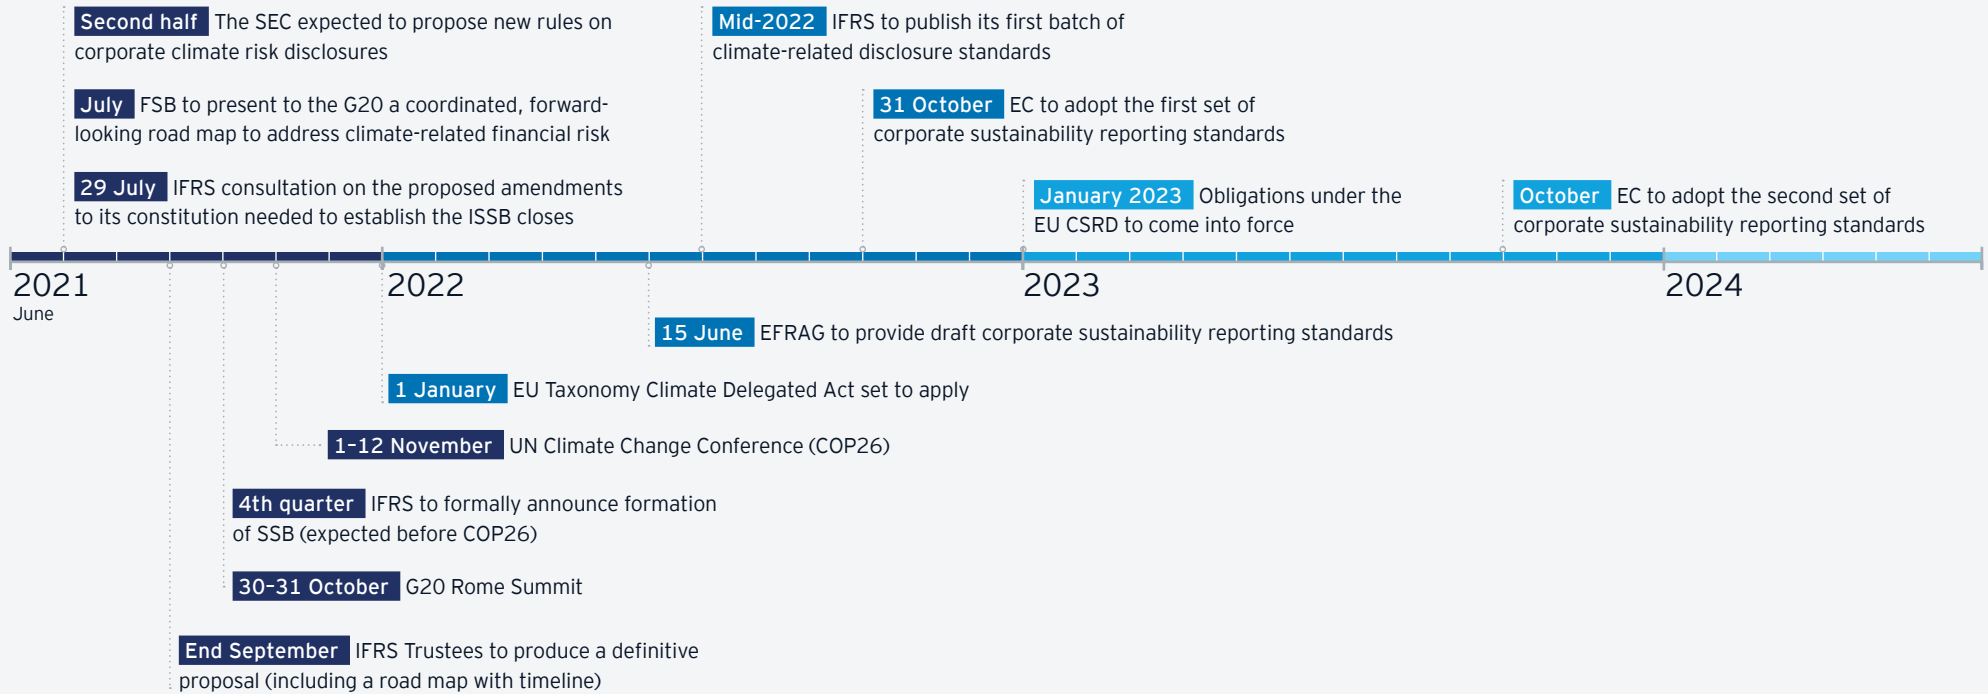 Second half The SEC expected to propose new rules on
corporate climate risk disclosures
July FSB to present to the G20 a coordinated, forward-
looking road map to address climate-related financial risk
29 July IFRS consultation on the proposed amendments
to its constitution needed to establish the ISSB closes
Mid-2022 IFRS to publish its first batch of
climate-related disclosure standards
31 October EC to adopt the first set of
corporate sustainability reporting standards
January 2023 Obligations under the
EU CSRD to come into force
October EC to adopt the second set of
corporate sustainability reporting standards
2021
June
2022
2023
2024
15 June EFRAG to provide draft corporate sustainability reporting standards
1 January EU Taxonomy Climate Delegated Act set to apply
1–12 November UN Climate Change Conference (COP26)
4th quarter IFRS to formally announce formation
of SSB (expected before COP26)
30–31 October G20 Rome Summit
End September IFRS Trustees to produce a definitive
proposal (including a road map with timeline)